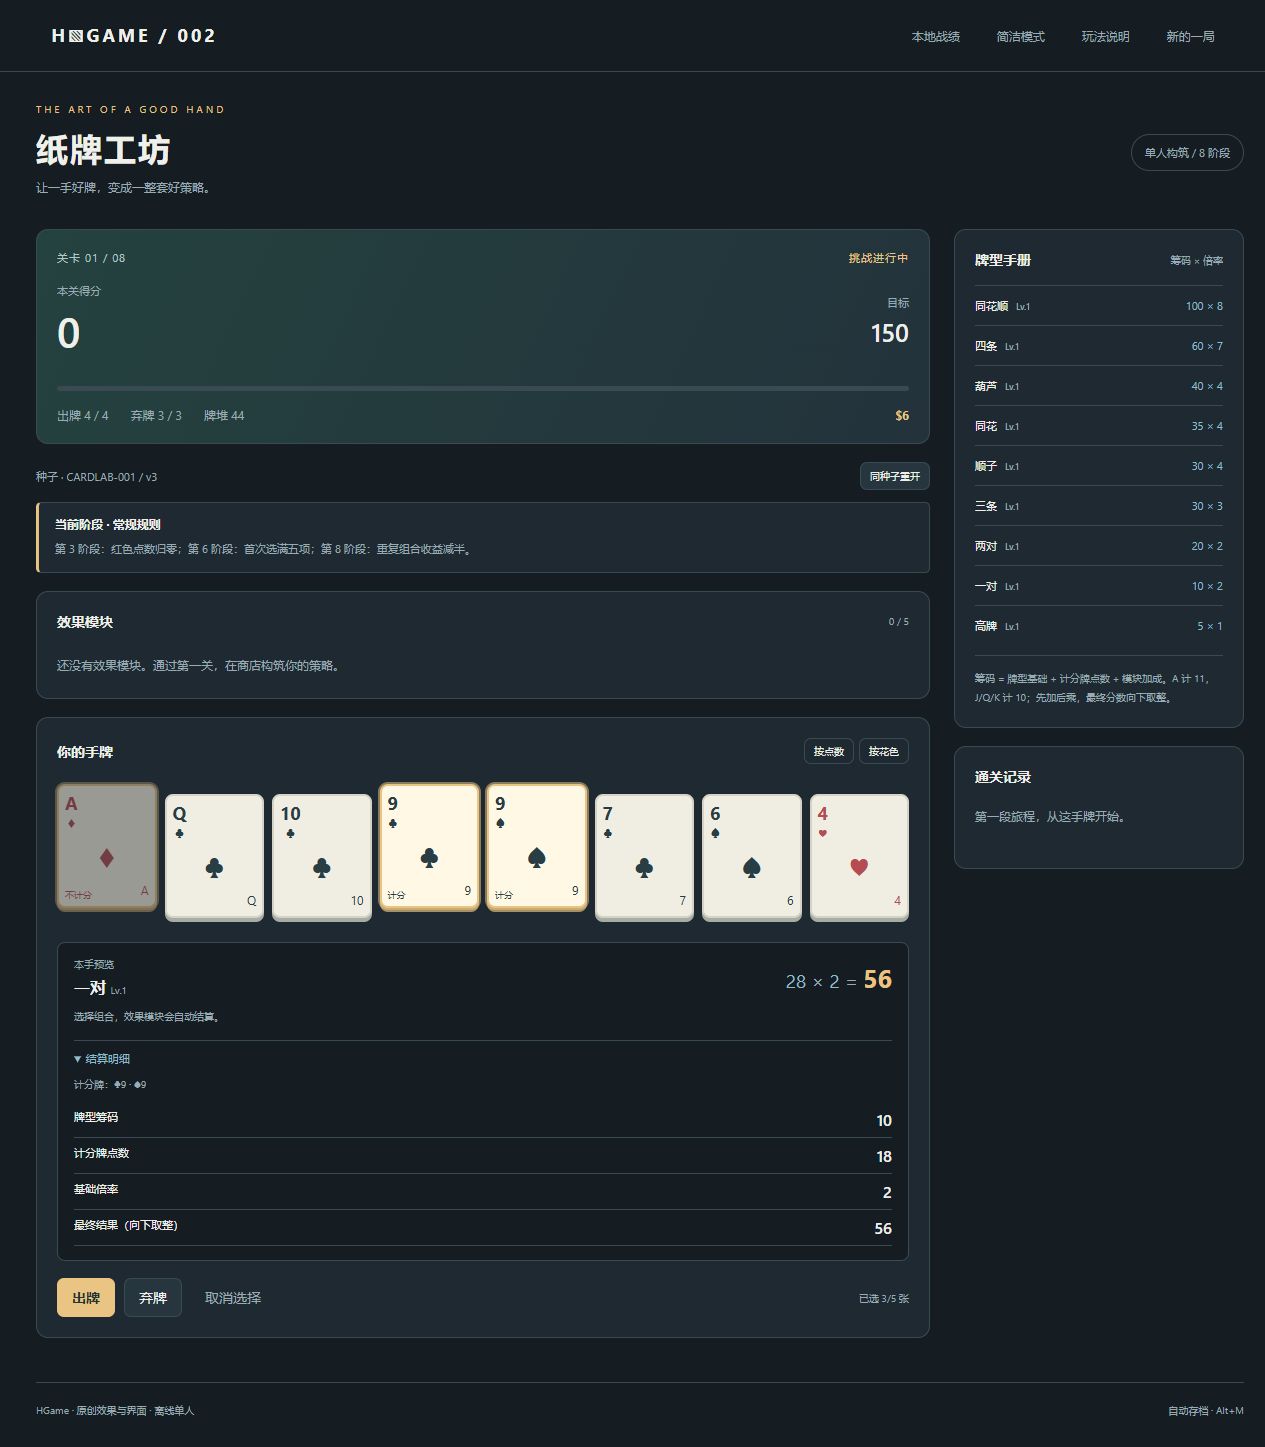 H▧GAME / 002
本地战绩 简洁模式 玩法说明 新的一局
THE ART OF A GOOD HAND
纸牌工坊
让一手好牌，变成一整套好策略。
单人构筑 / 8 阶段
关卡 01 / 08 挑战进行中
本关得分
0
目标
150
出牌 4 / 4 弃牌 3 / 3 牌堆 44 $6
种子 · CARDLAB-001 / v3 同种子重开
当前阶段 · 常规规则
第 3 阶段：红色点数归零；第 6 阶段：首次选满五项；第 8 阶段：重复组合收益减半。
效果模块 0 / 5
还没有效果模块。通过第一关，在商店构筑你的策略。
你的手牌 按点数 按花色
A ♦ ♦ 不计分 A
Q ♣ ♣ Q
10 ♣ ♣ 10
9 ♣ ♣ 计分 9
9 ♠ ♠ 计分 9
7 ♣ ♣ 7
6 ♠ ♠ 6
4 ♥ ♥ 4
本手预览
一对 Lv.1
28 × 2 = 56
选择组合，效果模块会自动结算。
▼ 结算明细
计分牌：♣9 · ♠9
牌型筹码 10
计分牌点数 18
基础倍率 2
最终结果（向下取整） 56
出牌 弃牌 取消选择 已选 3/5 张
牌型手册 筹码 × 倍率
同花顺 Lv.1 100 × 8
四条 Lv.1 60 × 7
葫芦 Lv.1 40 × 4
同花 Lv.1 35 × 4
顺子 Lv.1 30 × 4
三条 Lv.1 30 × 3
两对 Lv.1 20 × 2
一对 Lv.1 10 × 2
高牌 Lv.1 5 × 1
筹码 = 牌型基础 + 计分牌点数 + 模块加成。A 计 11，
J/Q/K 计 10；先加后乘，最终分数向下取整。
通关记录
第一段旅程，从这手牌开始。
HGame · 原创效果与界面 · 离线单人 自动存档 · Alt+M